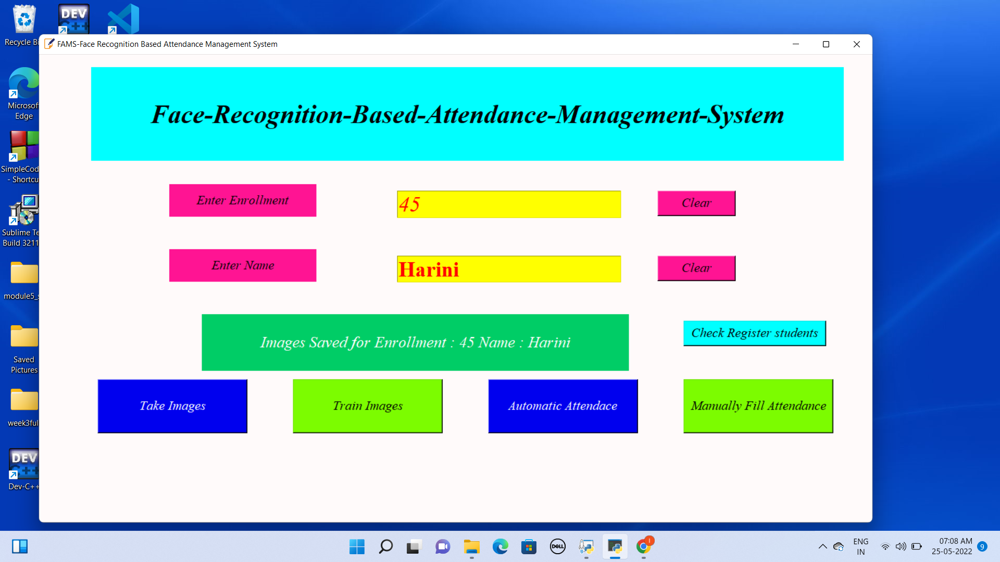 DEV
C++
Recycle Bi
FAMS-Face Recognition Based Attendance Management System
Face-Recognition-Based-Attendance-Management-System
Microsof
Edge
SimpleCod
- Shortcu
Enter Enrollment
45
Clear
Sublime Te
Build 3211
Enter Name
Harini
Clear
module5_s
Images Saved for Enrollment : 45 Name : Harini
Check Register students
Saved
Pictures
Take Images
Train Images
Automatic Attendace
Manually Fill Attendance
week3ful
DEV
C++
Dev-C++
DELL
ENG
IN
07:08 AM
25-05-2022
9